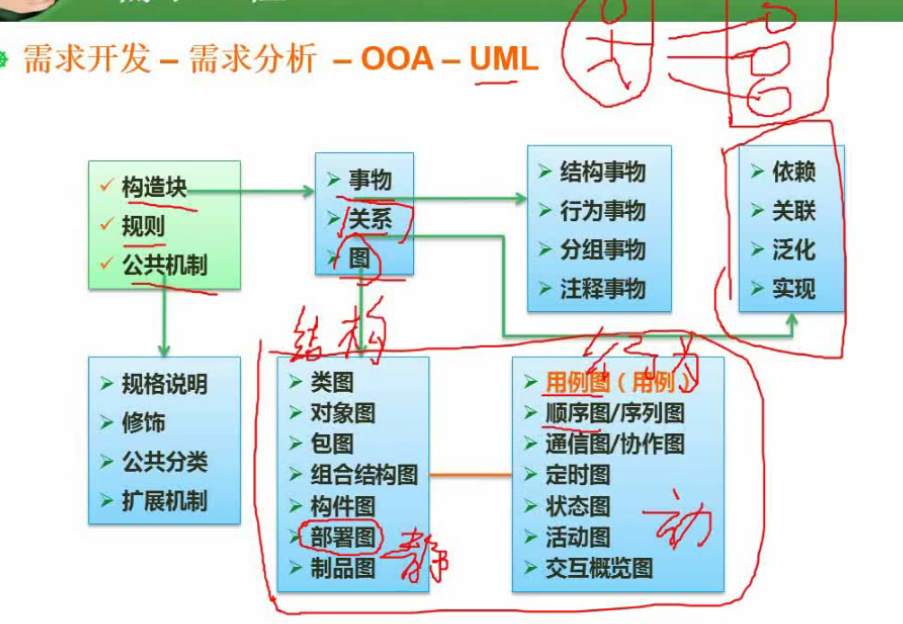 需求开发 – 需求分析 – OOA – UML
构造块
规则
公共机制
事物
关系
图
结构事物
行为事物
分组事物
注释事物
依赖
关联
泛化
实现
规格说明
修饰
公共分类
扩展机制
结构
类图
对象图
包图
组合结构图
构件图
部署图
制品图
静
行为
用例图（用例）
顺序图/序列图
通信图/协作图
定时图
状态图
活动图
交互概览图
动